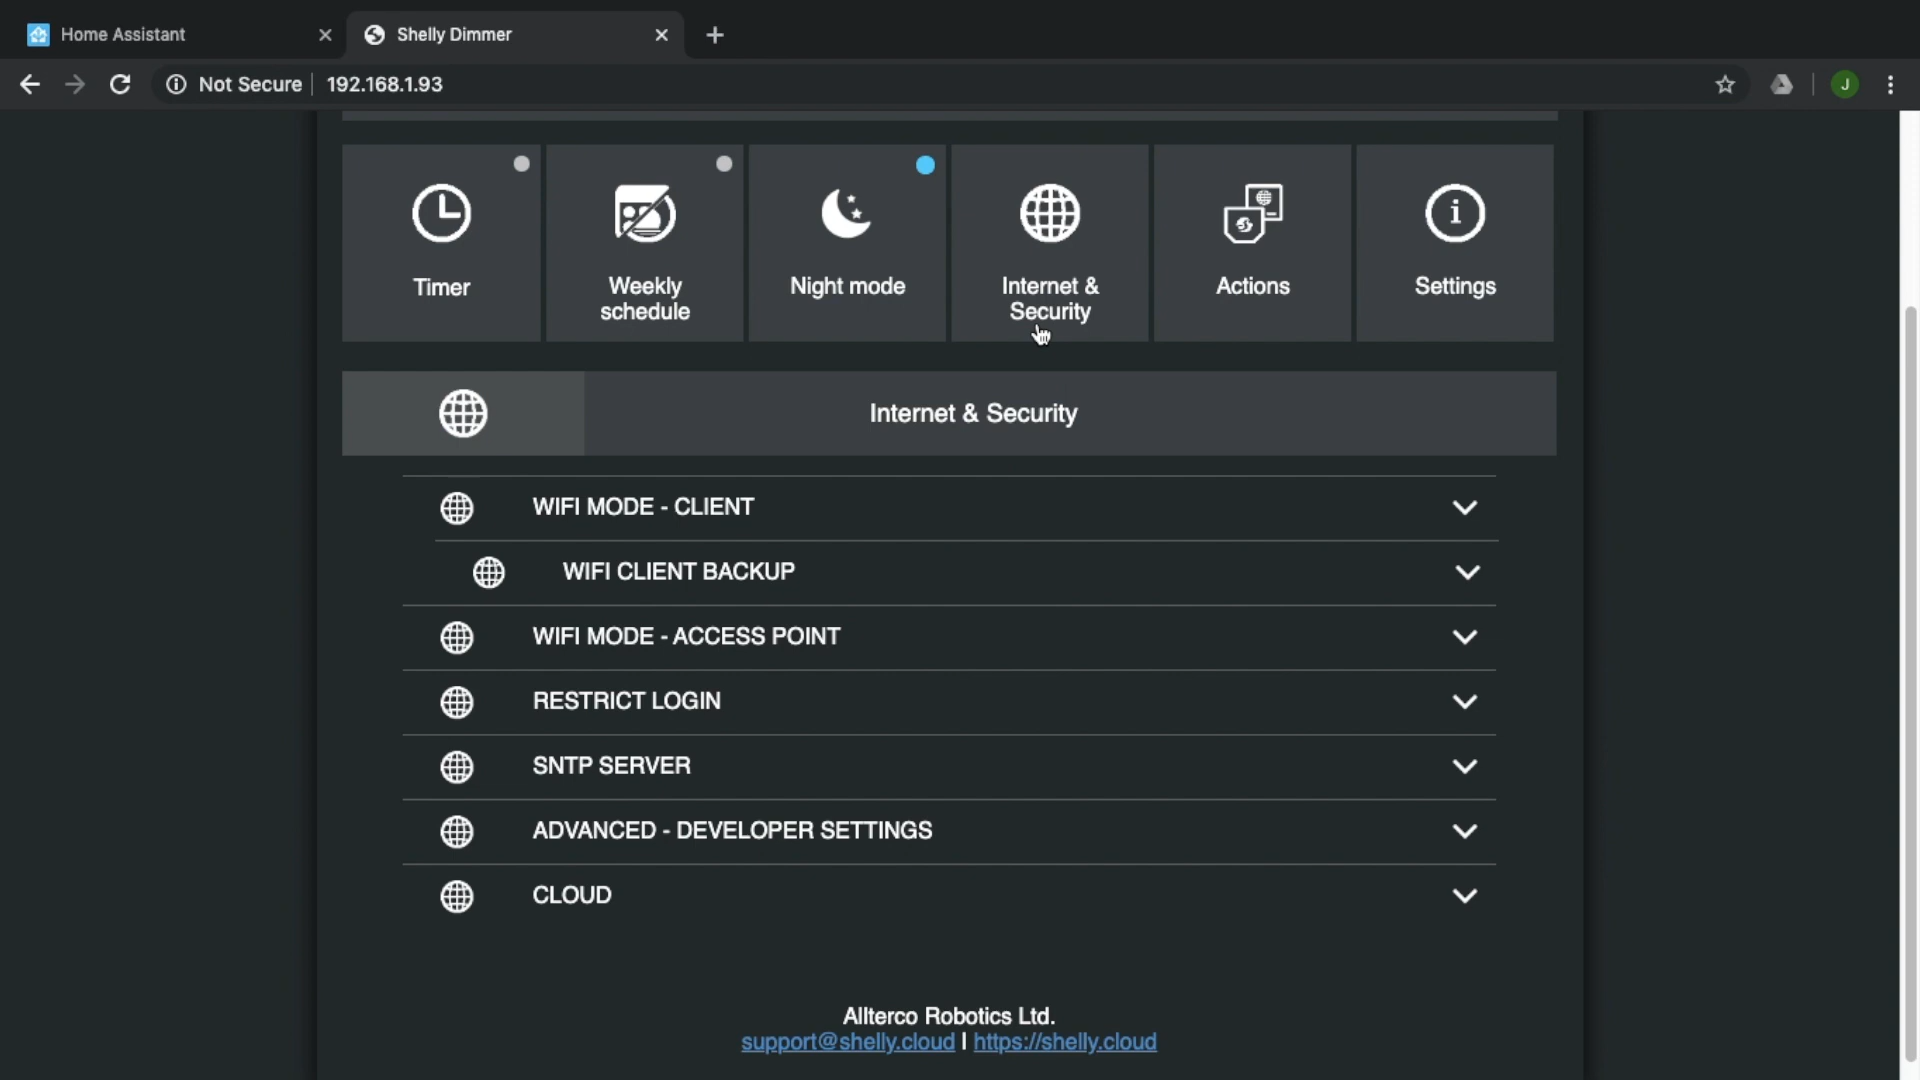 Home Assistant
Shelly Dimmer
Not Secure 192.168.1.93
J
Timer
Weekly
schedule
Night mode
Internet &
Security
Actions
Settings
Internet & Security
WIFI MODE - CLIENT
WIFI CLIENT BACKUP
WIFI MODE - ACCESS POINT
RESTRICT LOGIN
SNTP SERVER
ADVANCED - DEVELOPER SETTINGS
CLOUD
Allterco Robotics Ltd.
support@shelly.cloud | https://shelly.cloud